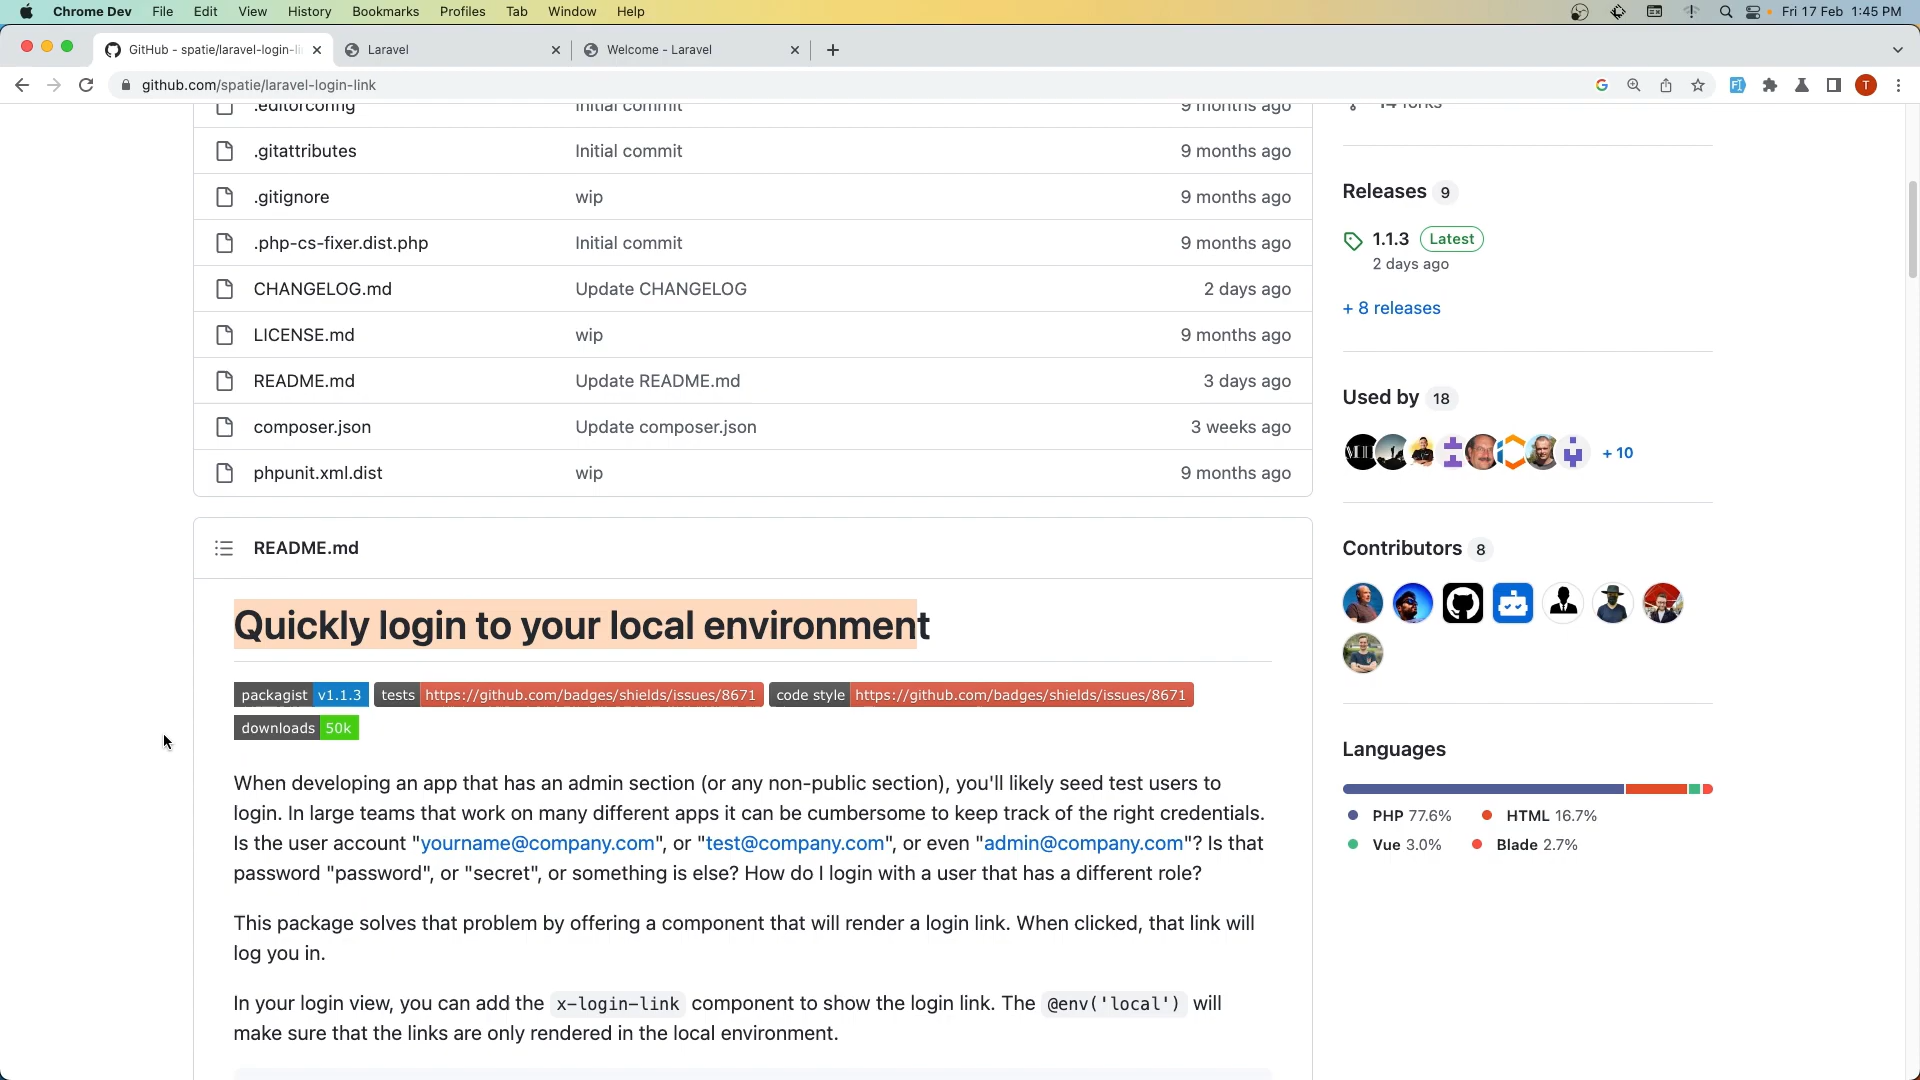 Chrome Dev File Edit View History Bookmarks Profiles Tab Window Help Fri 17 Feb 1:45 PM
GitHub - spatie/laravel-login-li Laravel Welcome - Laravel
github.com/spatie/laravel-login-link T
.editorconfig Initial commit 9 months ago
14 forks
.gitattributes Initial commit 9 months ago
.gitignore wip 9 months ago
.php-cs-fixer.dist.php Initial commit 9 months ago
CHANGELOG.md Update CHANGELOG 2 days ago
LICENSE.md wip 9 months ago
README.md Update README.md 3 days ago
composer.json Update composer.json 3 weeks ago
phpunit.xml.dist wip 9 months ago
README.md
Quickly login to your local environment
packagist v1.1.3 tests https://github.com/badges/shields/issues/8671 code style https://github.com/badges/shields/issues/8671
downloads 50k
When developing an app that has an admin section (or any non-public section), you'll likely seed test users to
login. In large teams that work on many different apps it can be cumbersome to keep track of the right credentials.
Is the user account "yourname@company.com", or "test@company.com", or even "admin@company.com"? Is that
password "password", or "secret", or something is else? How do I login with a user that has a different role?
This package solves that problem by offering a component that will render a login link. When clicked, that link will
log you in.
In your login view, you can add the x-login-link component to show the login link. The @env('local') will
make sure that the links are only rendered in the local environment.
Releases 9
1.1.3 Latest
2 days ago
+ 8 releases
Used by 18
+ 10
Contributors 8
Languages
PHP 77.6% HTML 16.7%
Vue 3.0% Blade 2.7%